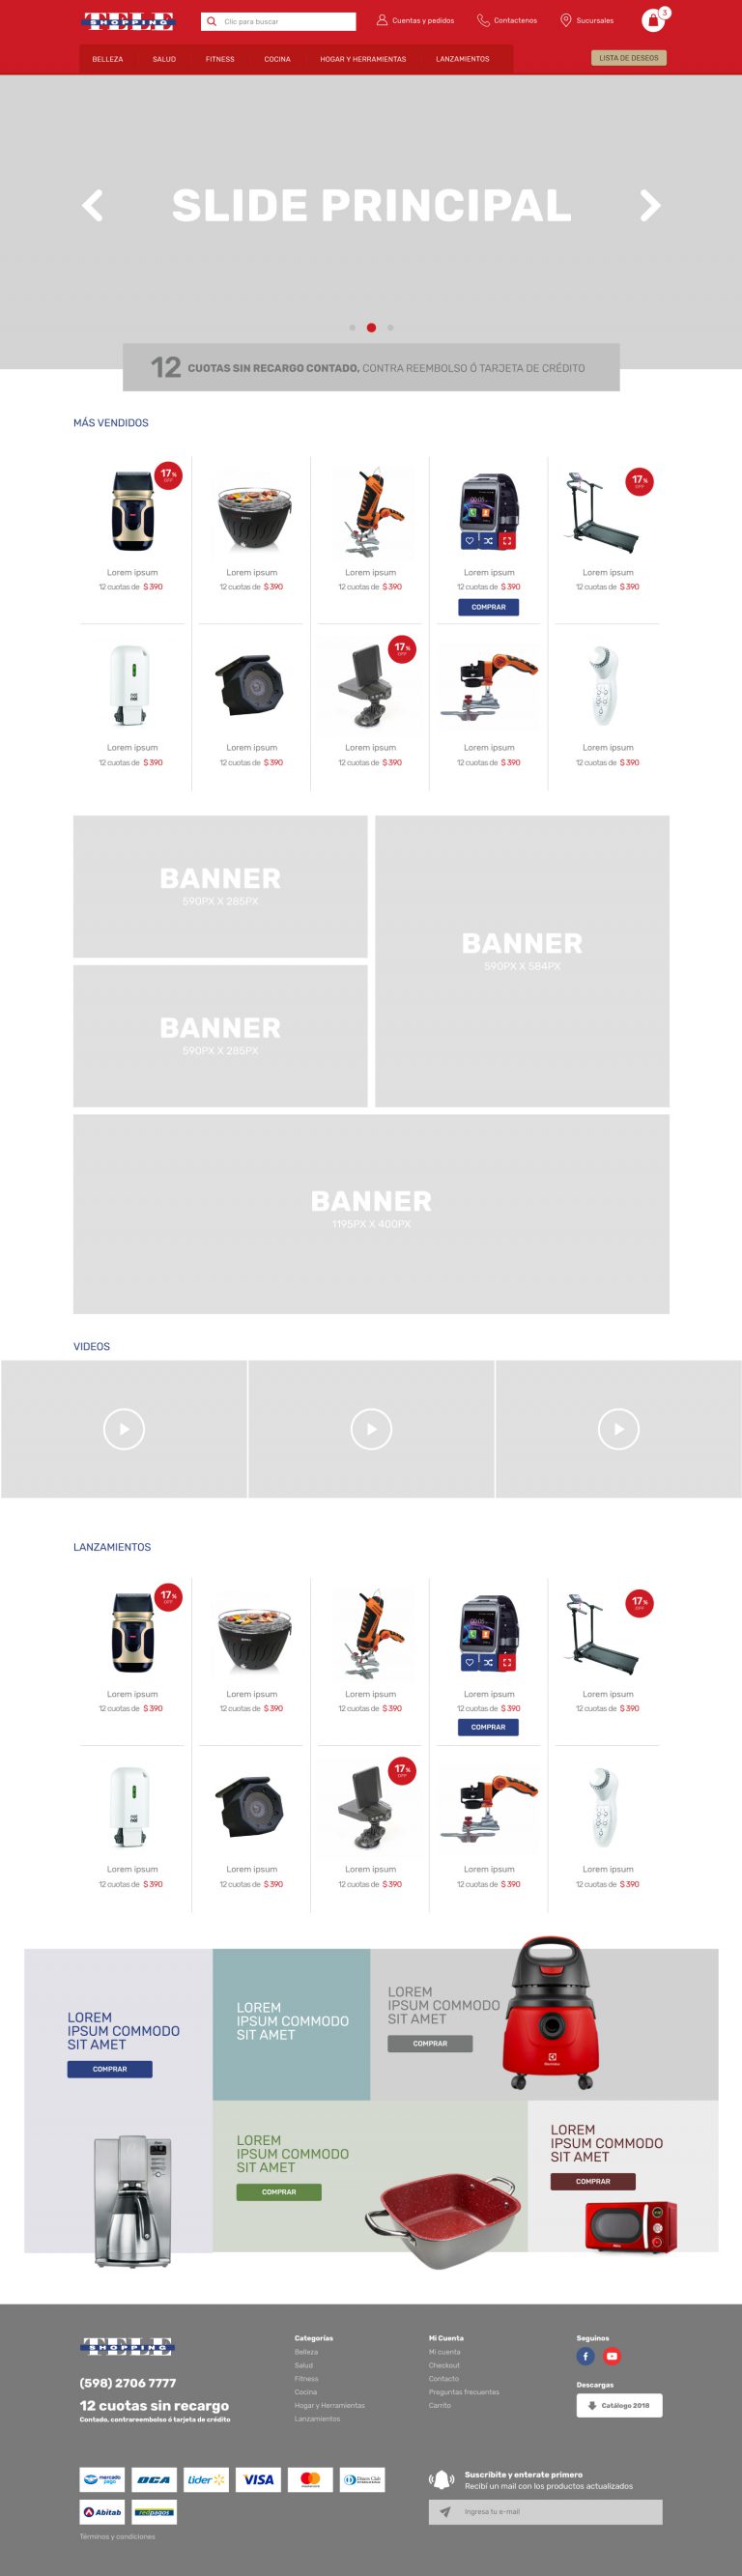 TELE
SHOPPING
Clic para buscar
Cuentas y pedidos
Contactenos
Sucursales
3
BELLEZA
SALUD
FITNESS
COCINA
HOGAR Y HERRAMIENTAS
LANZAMIENTOS
LISTA DE DESEOS
SLIDE PRINCIPAL
12 CUOTAS SIN RECARGO CONTADO, CONTRA REEMBOLSO Ó TARJETA DE CRÉDITO
MÁS VENDIDOS
17%
OFF
17%
OFF
Lorem ipsum
12 cuotas de $390
Lorem ipsum
12 cuotas de $390
Lorem ipsum
12 cuotas de $390
Lorem ipsum
12 cuotas de $390
COMPRAR
Lorem ipsum
12 cuotas de $390
17%
OFF
Lorem ipsum
12 cuotas de $390
Lorem ipsum
12 cuotas de $390
Lorem ipsum
12 cuotas de $390
Lorem ipsum
12 cuotas de $390
Lorem ipsum
12 cuotas de $390
BANNER
590PX X 285PX
BANNER
590PX X 584PX
BANNER
590PX X 285PX
BANNER
1195PX X 400PX
VIDEOS
LANZAMIENTOS
17%
OFF
17%
OFF
Lorem ipsum
12 cuotas de $390
Lorem ipsum
12 cuotas de $390
Lorem ipsum
12 cuotas de $390
Lorem ipsum
12 cuotas de $390
COMPRAR
Lorem ipsum
12 cuotas de $390
17%
OFF
Lorem ipsum
12 cuotas de $390
Lorem ipsum
12 cuotas de $390
Lorem ipsum
12 cuotas de $390
Lorem ipsum
12 cuotas de $390
Lorem ipsum
12 cuotas de $390
LOREM
IPSUM COMMODO
SIT AMET
COMPRAR
LOREM
IPSUM COMMODO
SIT AMET
LOREM
IPSUM COMMODO
SIT AMET
COMPRAR
Electrolux
LOREM
IPSUM COMMODO
SIT AMET
COMPRAR
LOREM
IPSUM COMMODO
SIT AMET
COMPRAR
TELE
SHOPPING
(598) 2706 7777
12 cuotas sin recargo
Contado, contrareembolso ó tarjeta de crédito
Categorías
Belleza
Salud
Fitness
Cocina
Hogar y Herramientas
Lanzamientos
Mi Cuenta
Mi cuenta
Checkout
Contacto
Preguntas frecuentes
Carrito
Seguinos
f
Descargas
Catálogo 2018
mercado
pago
OCA
lider
VISA
mastercard
Diners Club
INTERNATIONAL
Abitab
redpagos
Suscribite y enterate primero
Recibí un mail con los productos actualizados
Ingresa tu e-mail
Términos y condiciones